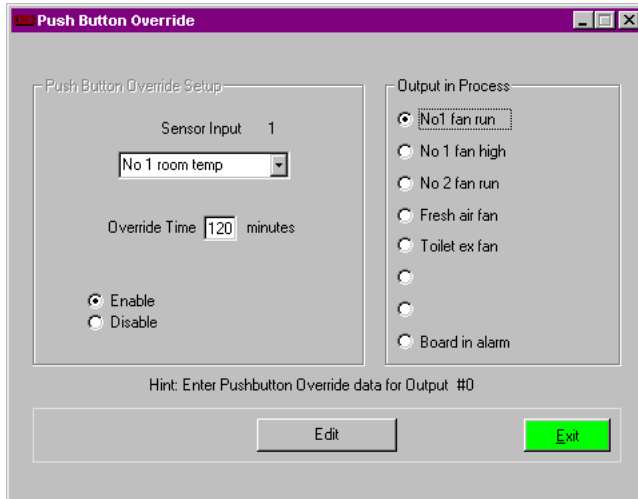 Push Button Override
Push Button Override Setup
Sensor Input 1
No 1 room temp
Override Time 120 minutes
Enable
Disable
Output in Process
No1 fan run
No 1 fan high
No 2 fan run
Fresh air fan
Toilet ex fan
Board in alarm
Hint: Enter Pushbutton Override data for Output #0
Edit
Exit